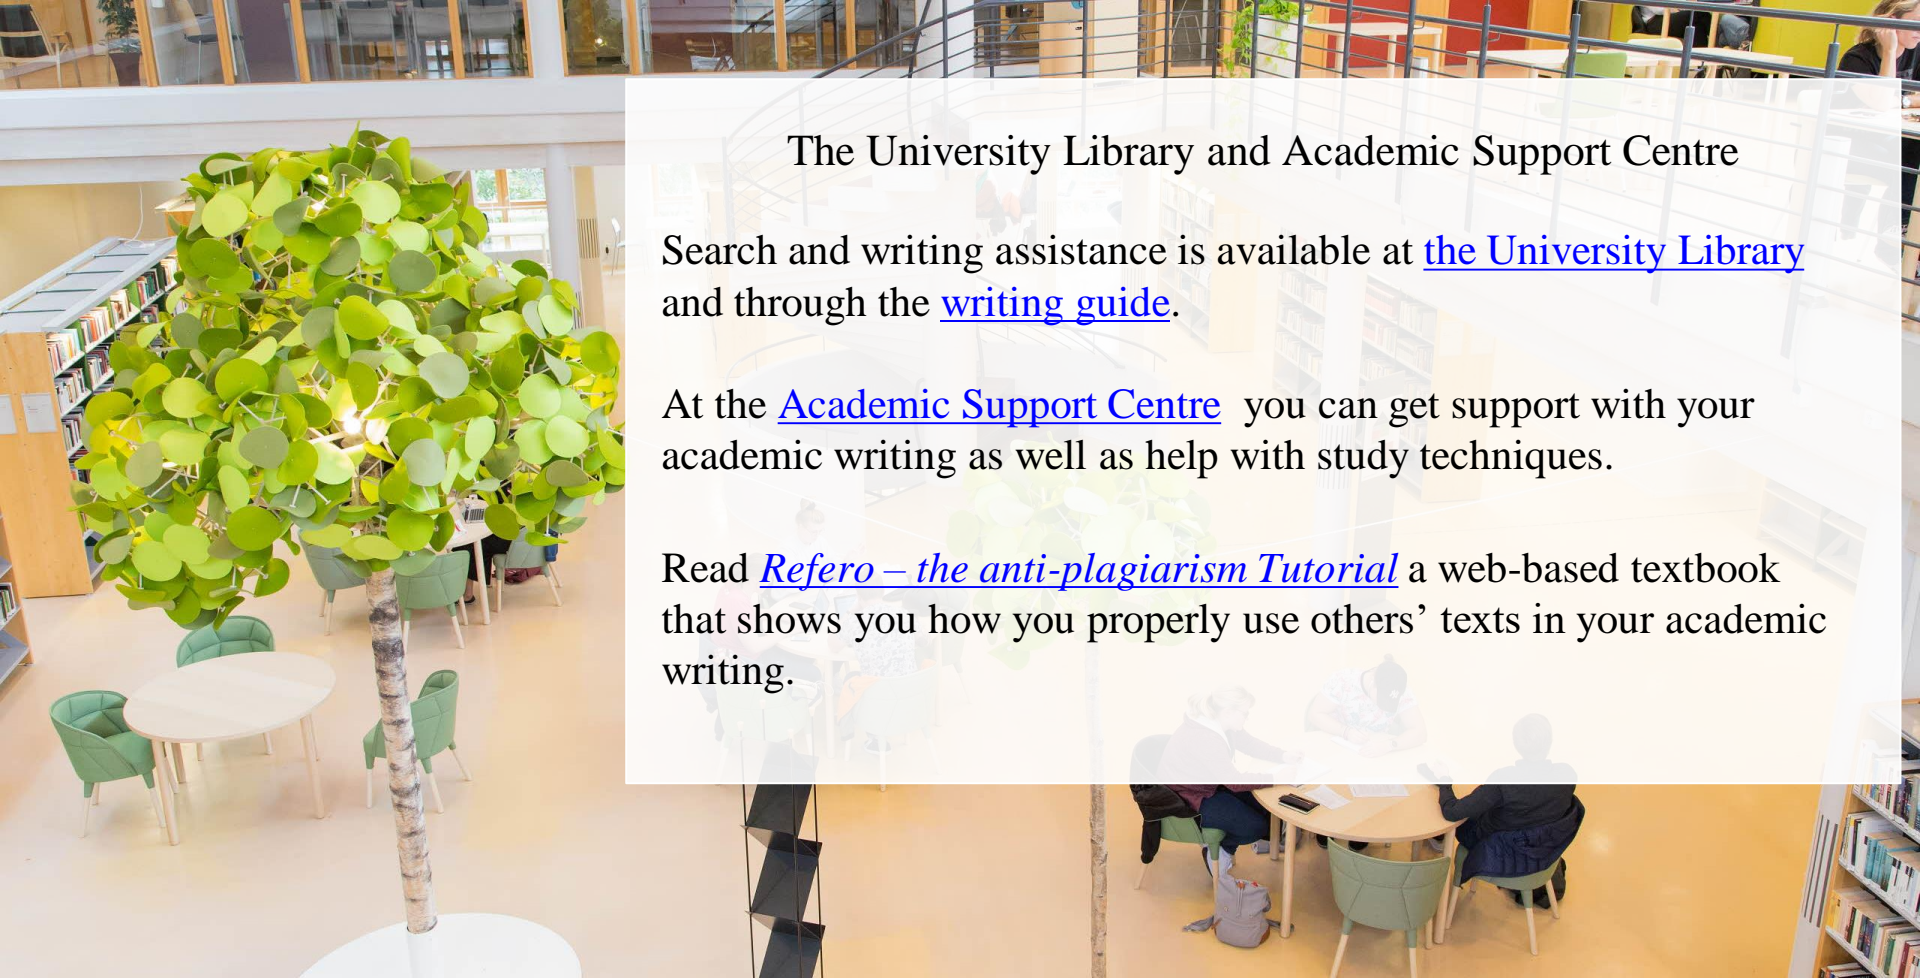 The University Library and Academic Support Centre
Search and writing assistance is available at the University Library
and through the writing guide.
At the Academic Support Centre  you can get support with your
academic writing as well as help with study techniques.
Read Refero – the anti-plagiarism Tutorial a web-based textbook
that shows you how you properly use others’ texts in your academic
writing.